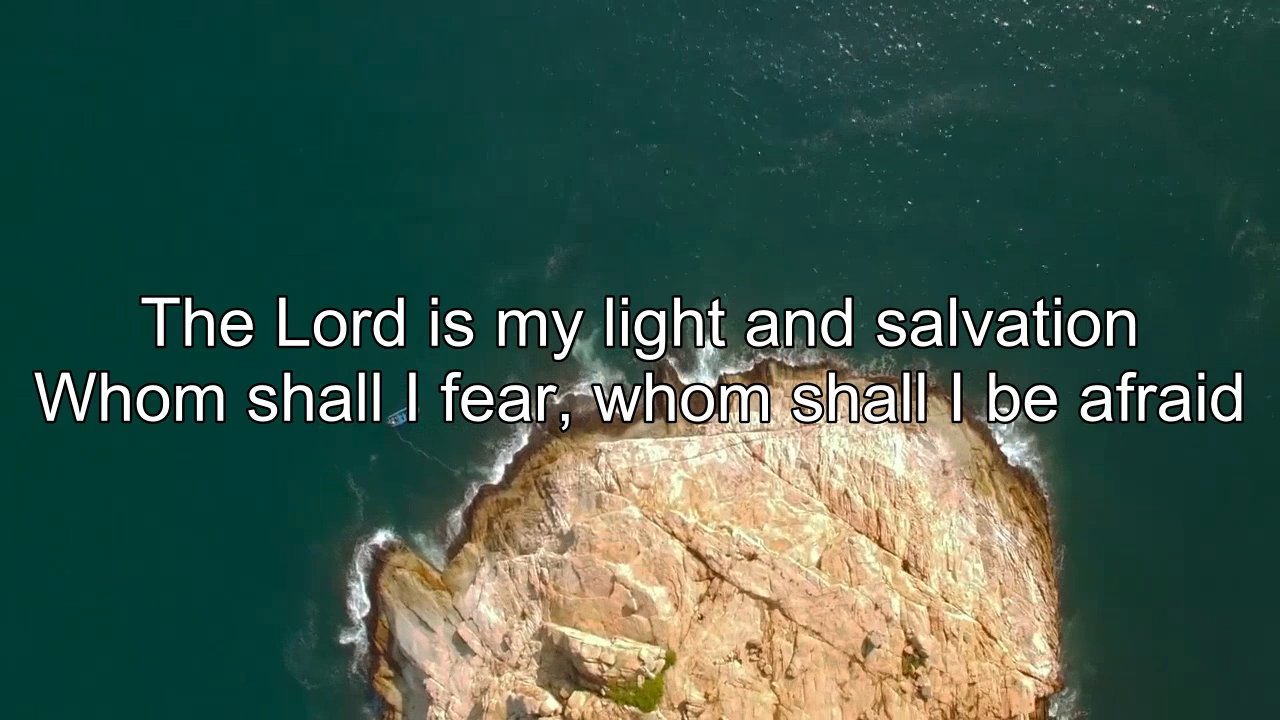 The Lord is my light and salvation
Whom shall I fear, whom shall I be afraid